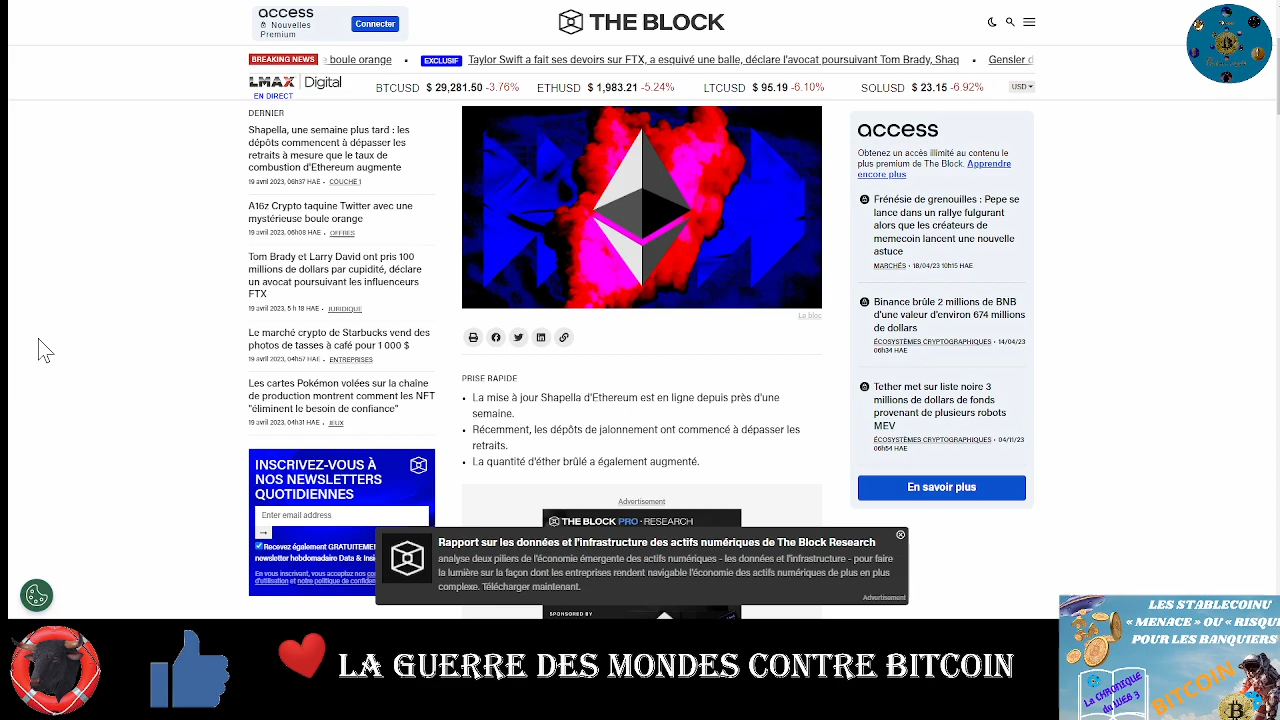 access
Nouvelles
Premium
Connecter
THE BLOCK
BREAKING NEWS
boule orange
EXCLUSIF
Taylor Swift a fait ses devoirs sur FTX, a esquivé une balle, déclare l'avocat poursuivant Tom Brady, Shaq
Gensler
LMAX Digital
EN DIRECT
BTCUSD $ 29,281.50 -3.76%
ETHUSD $ 1,983.21 -5.24%
LTCUSD $ 95.19 -6.10%
SOLUSD $ 23.15 -6.92%
USD
DERNIER
Shapella, une semaine plus tard : les
dépôts commencent à dépasser les
retraits à mesure que le taux de
combustion d'Ethereum augmente
19 avril 2023, 06h37 HAE • COUCHE 1
A16z Crypto taquine Twitter avec une
mystérieuse boule orange
19 avril 2023, 06h08 HAE • OFFRES
Tom Brady et Larry David ont pris 100
millions de dollars par cupidité, déclare
un avocat poursuivant les influenceurs
FTX
19 avril 2023, 5 h 18 HAE • JURIDIQUE
Le marché crypto de Starbucks vend des
photos de tasses à café pour 1 000 $
19 avril 2023, 04h57 HAE • ENTREPRISES
Les cartes Pokémon volées sur la chaîne
de production montrent comment les NFT
"éliminent le besoin de confiance"
19 avril 2023, 04h31 HAE • JEUX
INSCRIVEZ-VOUS À
NOS NEWSLETTERS
QUOTIDIENNES
Enter email address
→
Recevez également GRATUITEME
newsletter hebdomadaire Data & Insi
En vous inscrivant, vous acceptez nos
d'utilisation et notre politique de confiden
Le bloc
PRISE RAPIDE
• La mise à jour Shapella d'Ethereum est en ligne depuis près d'une
semaine.
• Récemment, les dépôts de jalonnement ont commencé à dépasser les
retraits.
• La quantité d'éther brûlé a également augmenté.
Advertisement
THE BLOCK PRO • RESEARCH
Rapport sur les données et l'infrastructure des actifs numériques de The Block Research
analyse deux piliers de l'économie émergente des actifs numériques - les données et l'infrastructure - pour faire
la lumière sur la façon dont les entreprises rendent navigable l'économie des actifs numériques de plus en plus
complexe. Télécharger maintenant.
Advertisement
SPONSORED BY
access
Obtenez un accès illimité au contenu le
plus premium de The Block. Apprendre
encore plus
Frénésie de grenouilles : Pepe se
lance dans un rallye fulgurant
alors que les créateurs de
memecoin lancent une nouvelle
astuce
MARCHÉS • 18/04/23 10h15 HAE
Binance brûle 2 millions de BNB
d'une valeur d'environ 674 millions
de dollars
ÉCOSYSTÈMES CRYPTOGRAPHIQUES • 14/04/23
06h34 HAE
Tether met sur liste noire 3
millions de dollars de fonds
provenant de plusieurs robots
MEV
ÉCOSYSTÈMES CRYPTOGRAPHIQUES • 04/11/23
06h54 HAE
En savoir plus
LA GUERRE DES MONDES CONTRE BITCOIN
LES STABLECOINU
« MENACE » OU « RISQU
POUR LES BANQUIERS
La CHRONIQUE
du WEB 3
BITCOIN